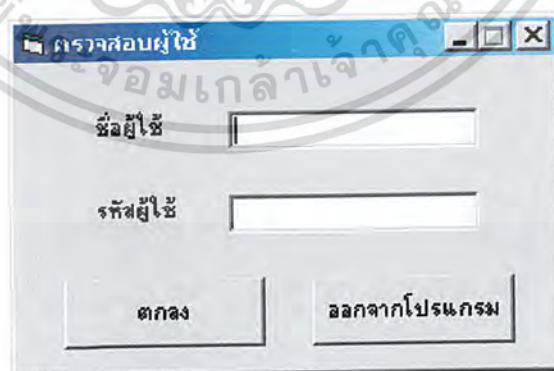 ตรวจสอบผู้ใช้
ชื่อผู้ใช้
รหัสผู้ใช้
ตกลง
ออกจากโปรแกรม